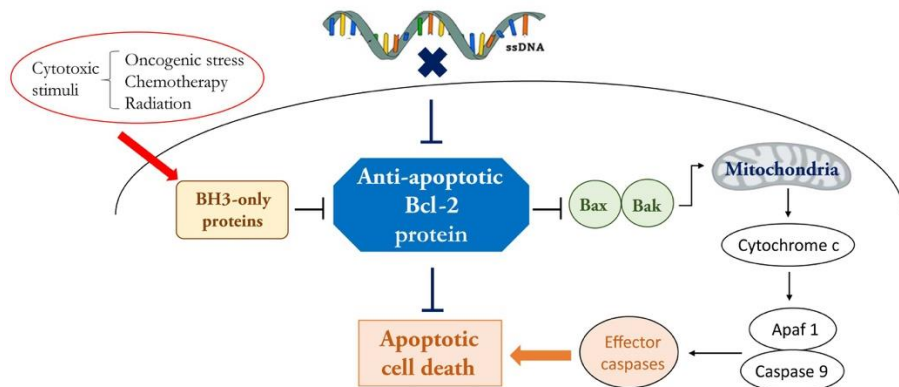 ssDNA
Cytotoxic
stimuli
Oncogenic stress
Chemotherapy
Radiation
BH3-only
proteins
Anti-apoptotic
Bcl-2
protein
Bax
Bak
Mitochondria
Cytochrome c
Apaf 1
Caspase 9
Effector
caspases
Apoptotic
cell death